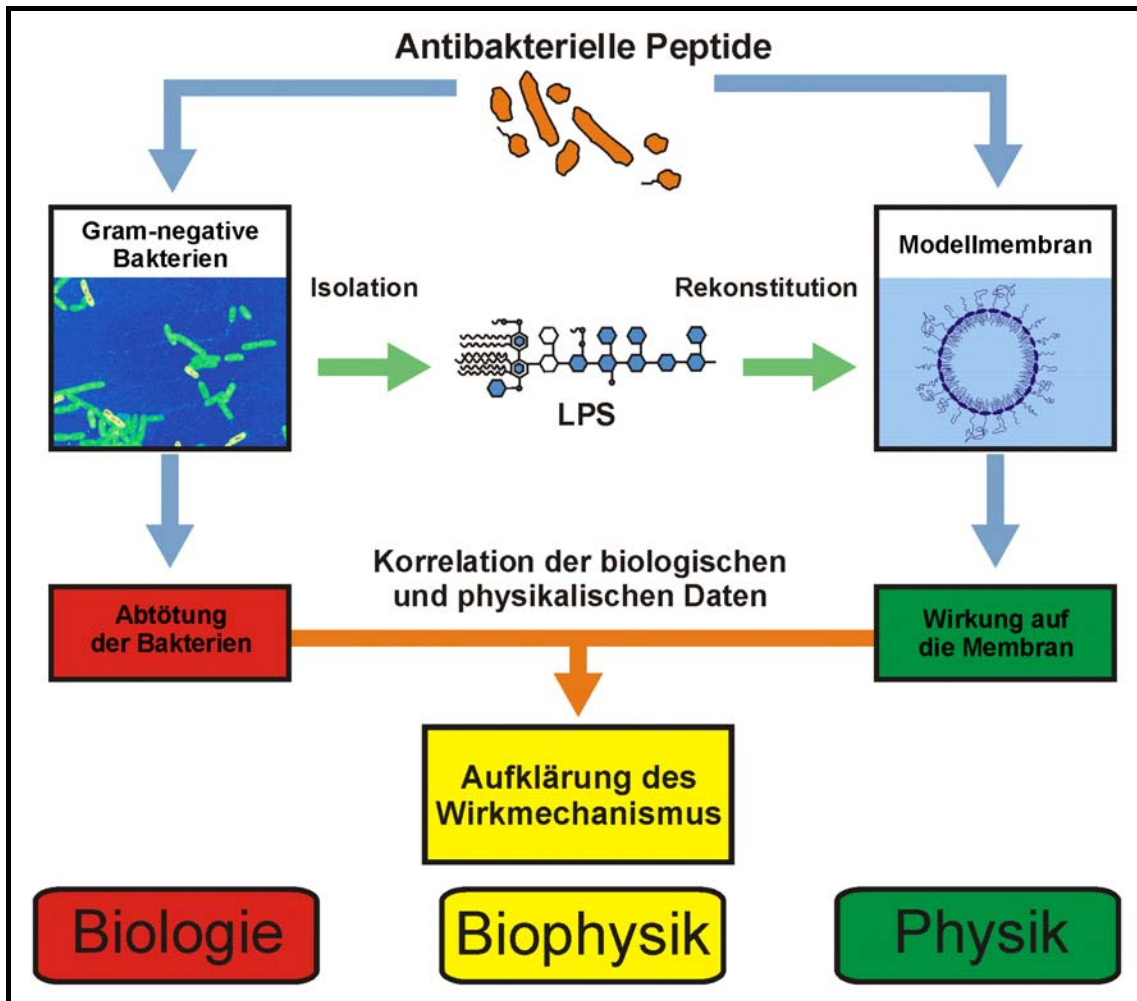 Antibakterielle Peptide
Gram-negative
Bakterien
Isolation
LPS
Rekonstitution
Modellmembran
Korrelation der biologischen
und physikalischen Daten
Abtötung
der Bakterien
Wirkung auf
die Membran
Aufklärung des
Wirkmechanismus
Biologie
Biophysik
Physik